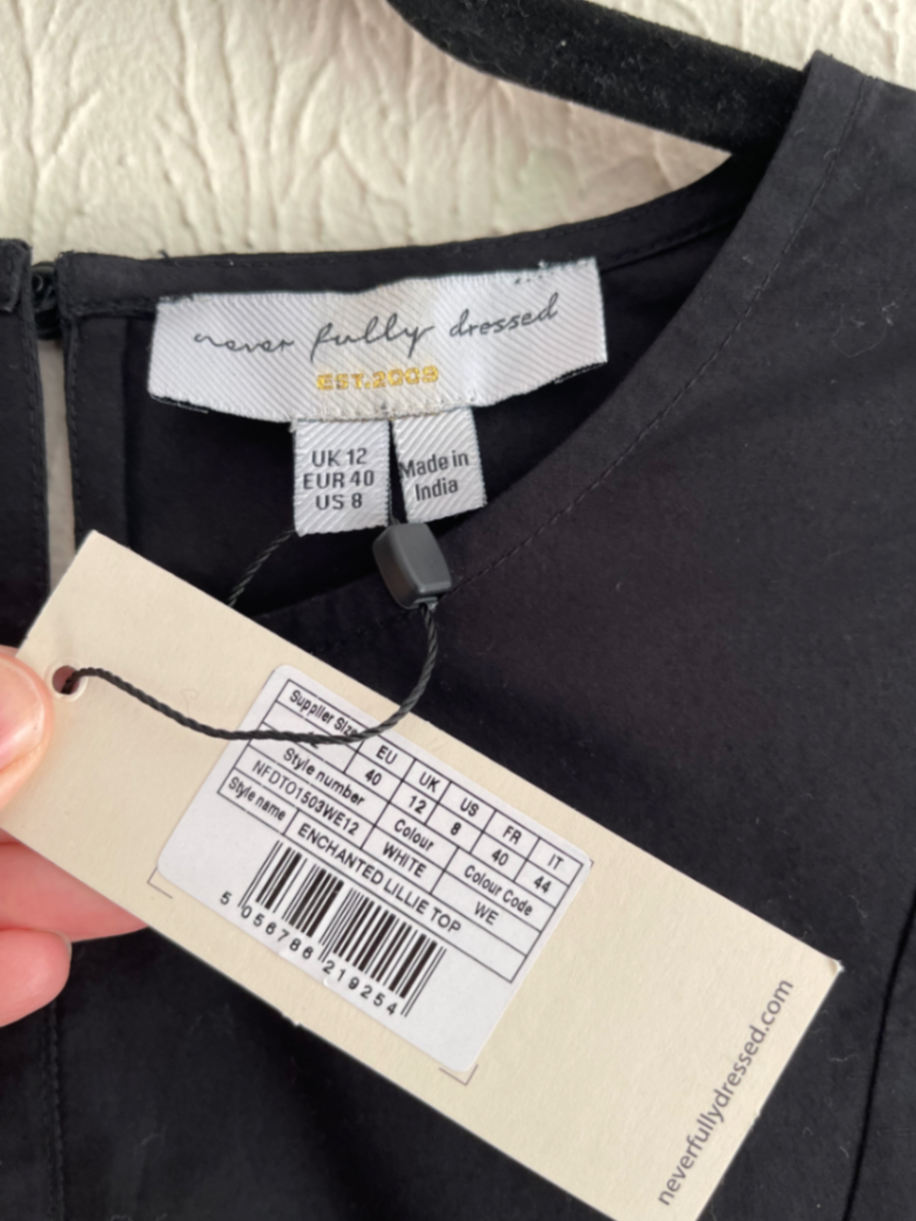 never fully dressed
EST.2009
UK 12
EUR 40
US 8
Made in
India
Supplier Size
EU UK US FR IT
40 12 8 40 44
Style number Colour Colour Code
NFDTO1503WE12 WHITE WE
Style name ENCHANTED LILLIE TOP
5 056786 219254
neverfullydressed.com